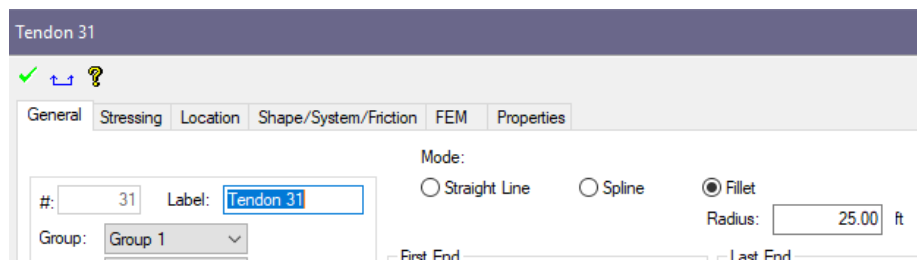 Tendon 31
General Stressing Location Shape/System/Friction FEM Properties
Mode:
#: 31 Label: Tendon 31 Straight Line Spline Fillet
Radius: 25.00 ft
Group: Group 1
First End Last End